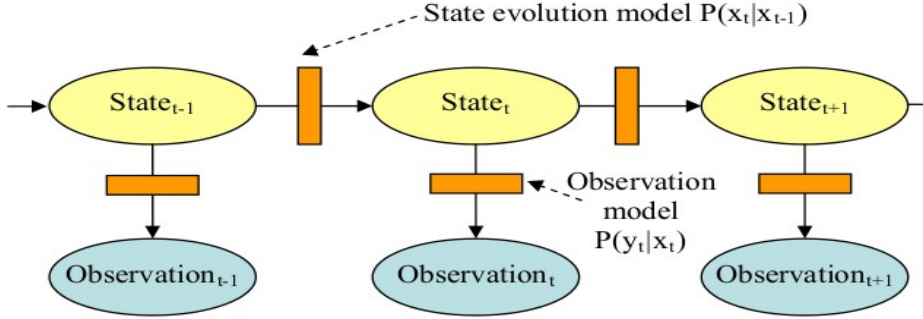 State evolution model P(xₜ|xₜ₋₁)
Stateₜ₋₁
Stateₜ
Stateₜ₊₁
Observation
model
P(yₜ|xₜ)
Observationₜ₋₁
Observationₜ
Observationₜ₊₁